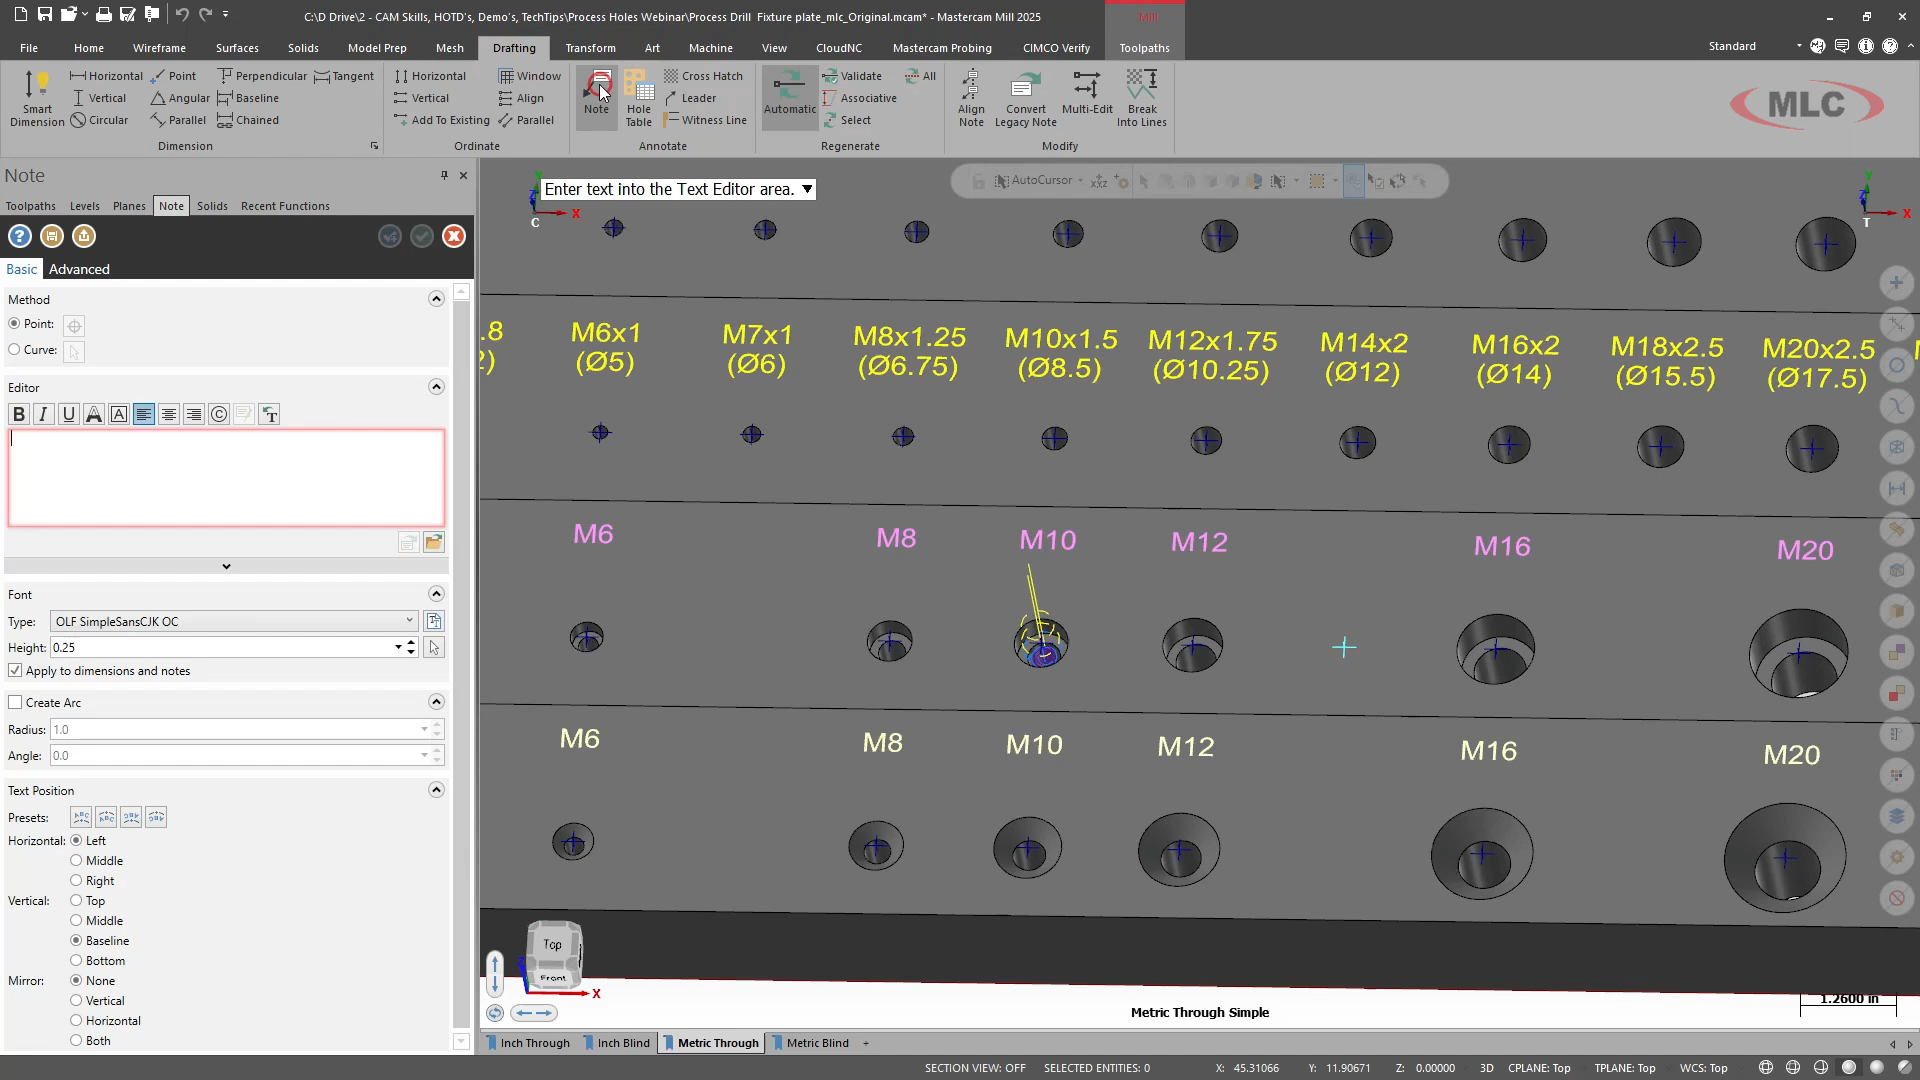 C:\D Drive\2 - CAM Skills, HOTD's, Demo's, TechTips\Process Holes Webinar\Process Drill Fixture plate_mlc_Original.mcam* - Mastercam Mill 2025
Mill
File Home Wireframe Surfaces Solids Model Prep Mesh Drafting Transform Art Machine View CloudNC Mastercam Probing CIMCO Verify Toolpaths
Standard
Smart Dimension
Horizontal
Vertical
Circular
Point
Angular
Parallel
Perpendicular
Baseline
Chained
Tangent
Dimension
Horizontal
Vertical
Add To Existing
Window
Align
Parallel
Ordinate
Note
Hole Table
Cross Hatch
Leader
Witness Line
Annotate
Automatic
Validate
Associative
Select
All
Regenerate
Align Note
Convert Legacy Note
Multi-Edit
Break Into Lines
Modify
MLC
Note
Toolpaths Levels Planes Note Solids Recent Functions
Basic Advanced
Method
Point:
Curve:
Editor
B I U A A
Font
Type: OLF SimpleSansCJK OC
Height: 0.25
Apply to dimensions and notes
Create Arc
Radius: 1.0
Angle: 0.0
Text Position
Presets:
Horizontal: Left
Middle
Right
Vertical: Top
Middle
Baseline
Bottom
Mirror: None
Vertical
Horizontal
Both
Enter text into the Text Editor area.
AutoCursor
X
C
Y
X
T
.8 M6x1 M7x1 M8x1.25 M10x1.5 M12x1.75 M14x2 M16x2 M18x2.5 M20x2.5
(Ø5) (Ø6) (Ø6.75) (Ø8.5) (Ø10.25) (Ø12) (Ø14) (Ø15.5) (Ø17.5)
M6 M8 M10 M12 M16 M20
M6 M8 M10 M12 M16 M20
Top
Front
X
1.2600 in
Metric Through Simple
Inch Through Inch Blind Metric Through Metric Blind +
SECTION VIEW: OFF SELECTED ENTITIES: 0 X: 45.31066 Y: 11.90671 Z: 0.00000 3D CPLANE: Top TPLANE: Top WCS: Top